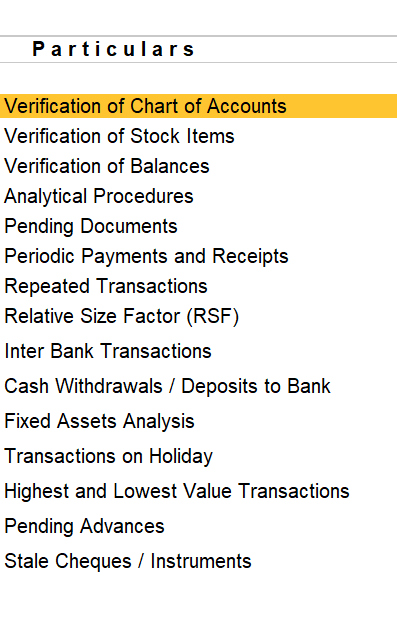 Particulars
Verification of Chart of Accounts
Verification of Stock Items
Verification of Balances
Analytical Procedures
Pending Documents
Periodic Payments and Receipts
Repeated Transactions
Relative Size Factor (RSF)
Inter Bank Transactions
Cash Withdrawals / Deposits to Bank
Fixed Assets Analysis
Transactions on Holiday
Highest and Lowest Value Transactions
Pending Advances
Stale Cheques / Instruments